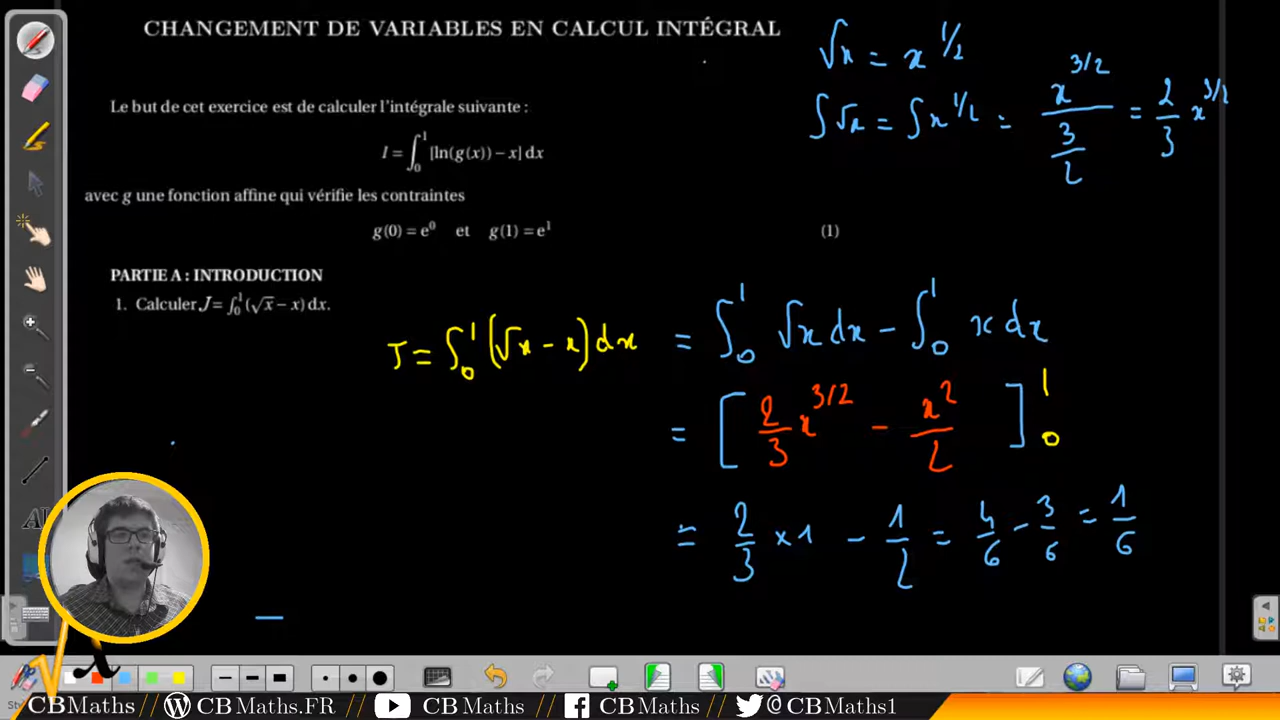 CHANGEMENT DE VARIABLES EN CALCUL INTÉGRAL
√x = x^1/2
∫√x = ∫x^1/2 = x^3/2 / (3/2) = 2/3 x^3/2
Le but de cet exercice est de calculer l'intégrale suivante :
I = ∫₀¹ [ln(g(x)) − x] dx
avec g une fonction affine qui vérifie les contraintes
g(0) = e⁰ et g(1) = e¹ (1)
PARTIE A : INTRODUCTION
1. Calculer J = ∫₀¹ (√x − x) dx.
J = ∫₀¹ (√x − x) dx = ∫₀¹ √x dx − ∫₀¹ x dx
= [ 2/3 x^3/2 − x²/2 ]₀¹
= 2/3 × 1 − 1/2 = 4/6 − 3/6 = 1/6
√x
CBMaths CBMaths.FR CBMaths CBMaths @CBMaths1